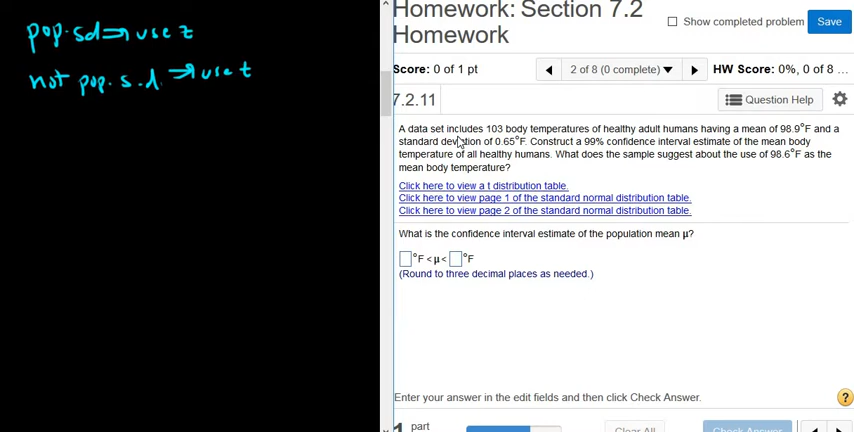 pop. sd → use z
not pop. s.d. → use t
Homework: Section 7.2
Homework
Show completed problem
Save
Score: 0 of 1 pt
2 of 8 (0 complete)
HW Score: 0%, 0 of 8 ...
7.2.11
Question Help
A data set includes 103 body temperatures of healthy adult humans having a mean of 98.9°F and a
standard deviation of 0.65°F. Construct a 99% confidence interval estimate of the mean body
temperature of all healthy humans. What does the sample suggest about the use of 98.6°F as the
mean body temperature?
Click here to view a t distribution table.
Click here to view page 1 of the standard normal distribution table.
Click here to view page 2 of the standard normal distribution table.
What is the confidence interval estimate of the population mean μ?
°F < μ < °F
(Round to three decimal places as needed.)
Enter your answer in the edit fields and then click Check Answer.
?
1 part
Clear All
Check Answer